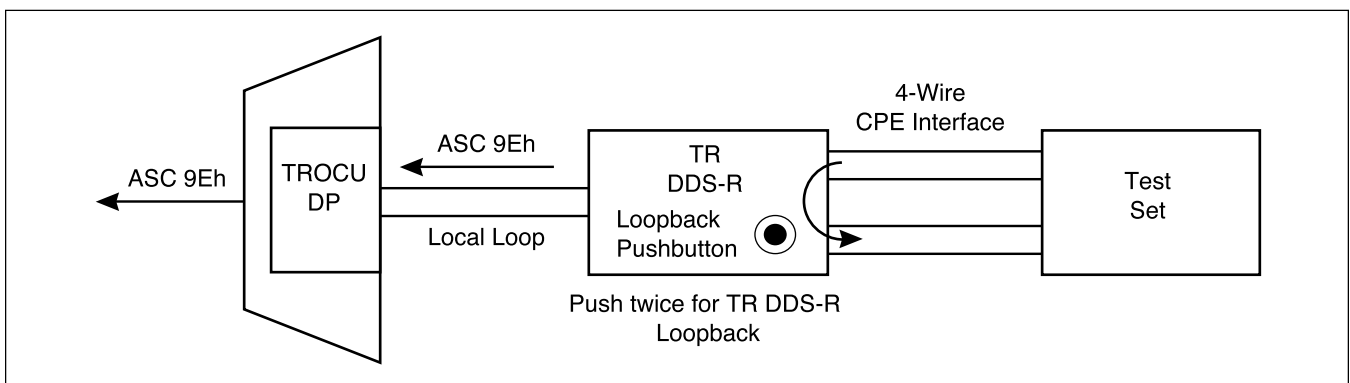 ASC 9Eh
TROCU
DP
ASC 9Eh
Local Loop
TR
DDS-R
Loopback
Pushbutton
Push twice for TR DDS-R
Loopback
4-Wire
CPE Interface
Test
Set